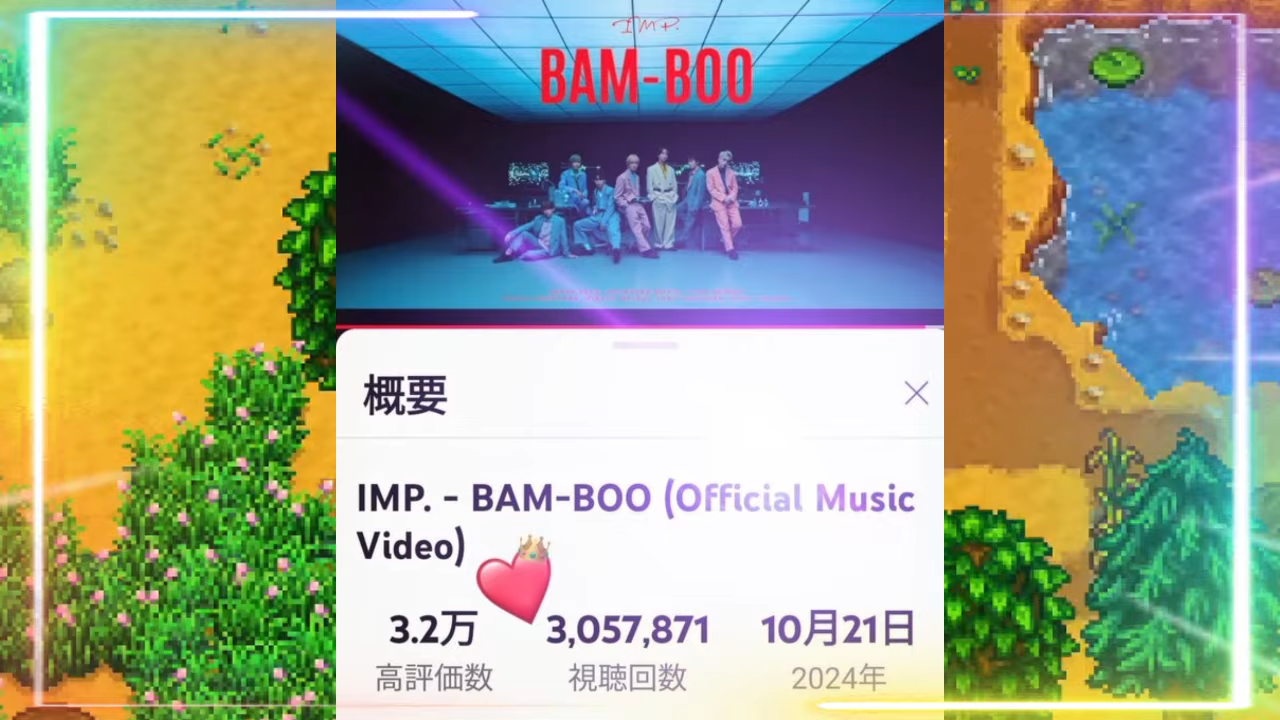 IMP.
BAM-BOO
概要
IMP. - BAM-BOO (Official Music
Video)
3.2万 3,057,871 10月21日
高評価数 視聴回数 2024年